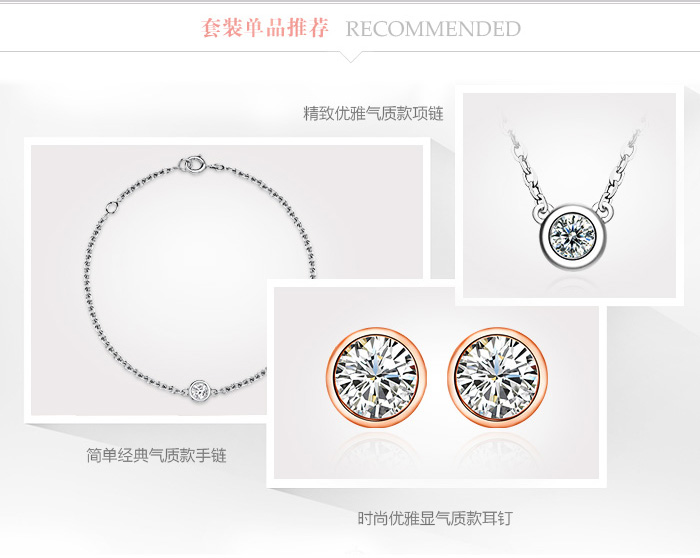 套装单品推荐 RECOMMENDED
精致优雅气质款项链
简单经典气质款手链
时尚优雅显气质款耳钉